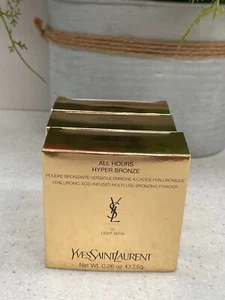 ALL HOURS
HYPER BRONZE
POUDRE BRONZANTE VERSATILE ENRICHIE À L'ACIDE HYALURONIQUE
HYALURONIC ACID-INFUSED MULTI-USE BRONZING POWDER
YSL
01
LIGHT SEPIA
YVESSAINTLAURENT
Net Wt. 0.26 oz 7.5g